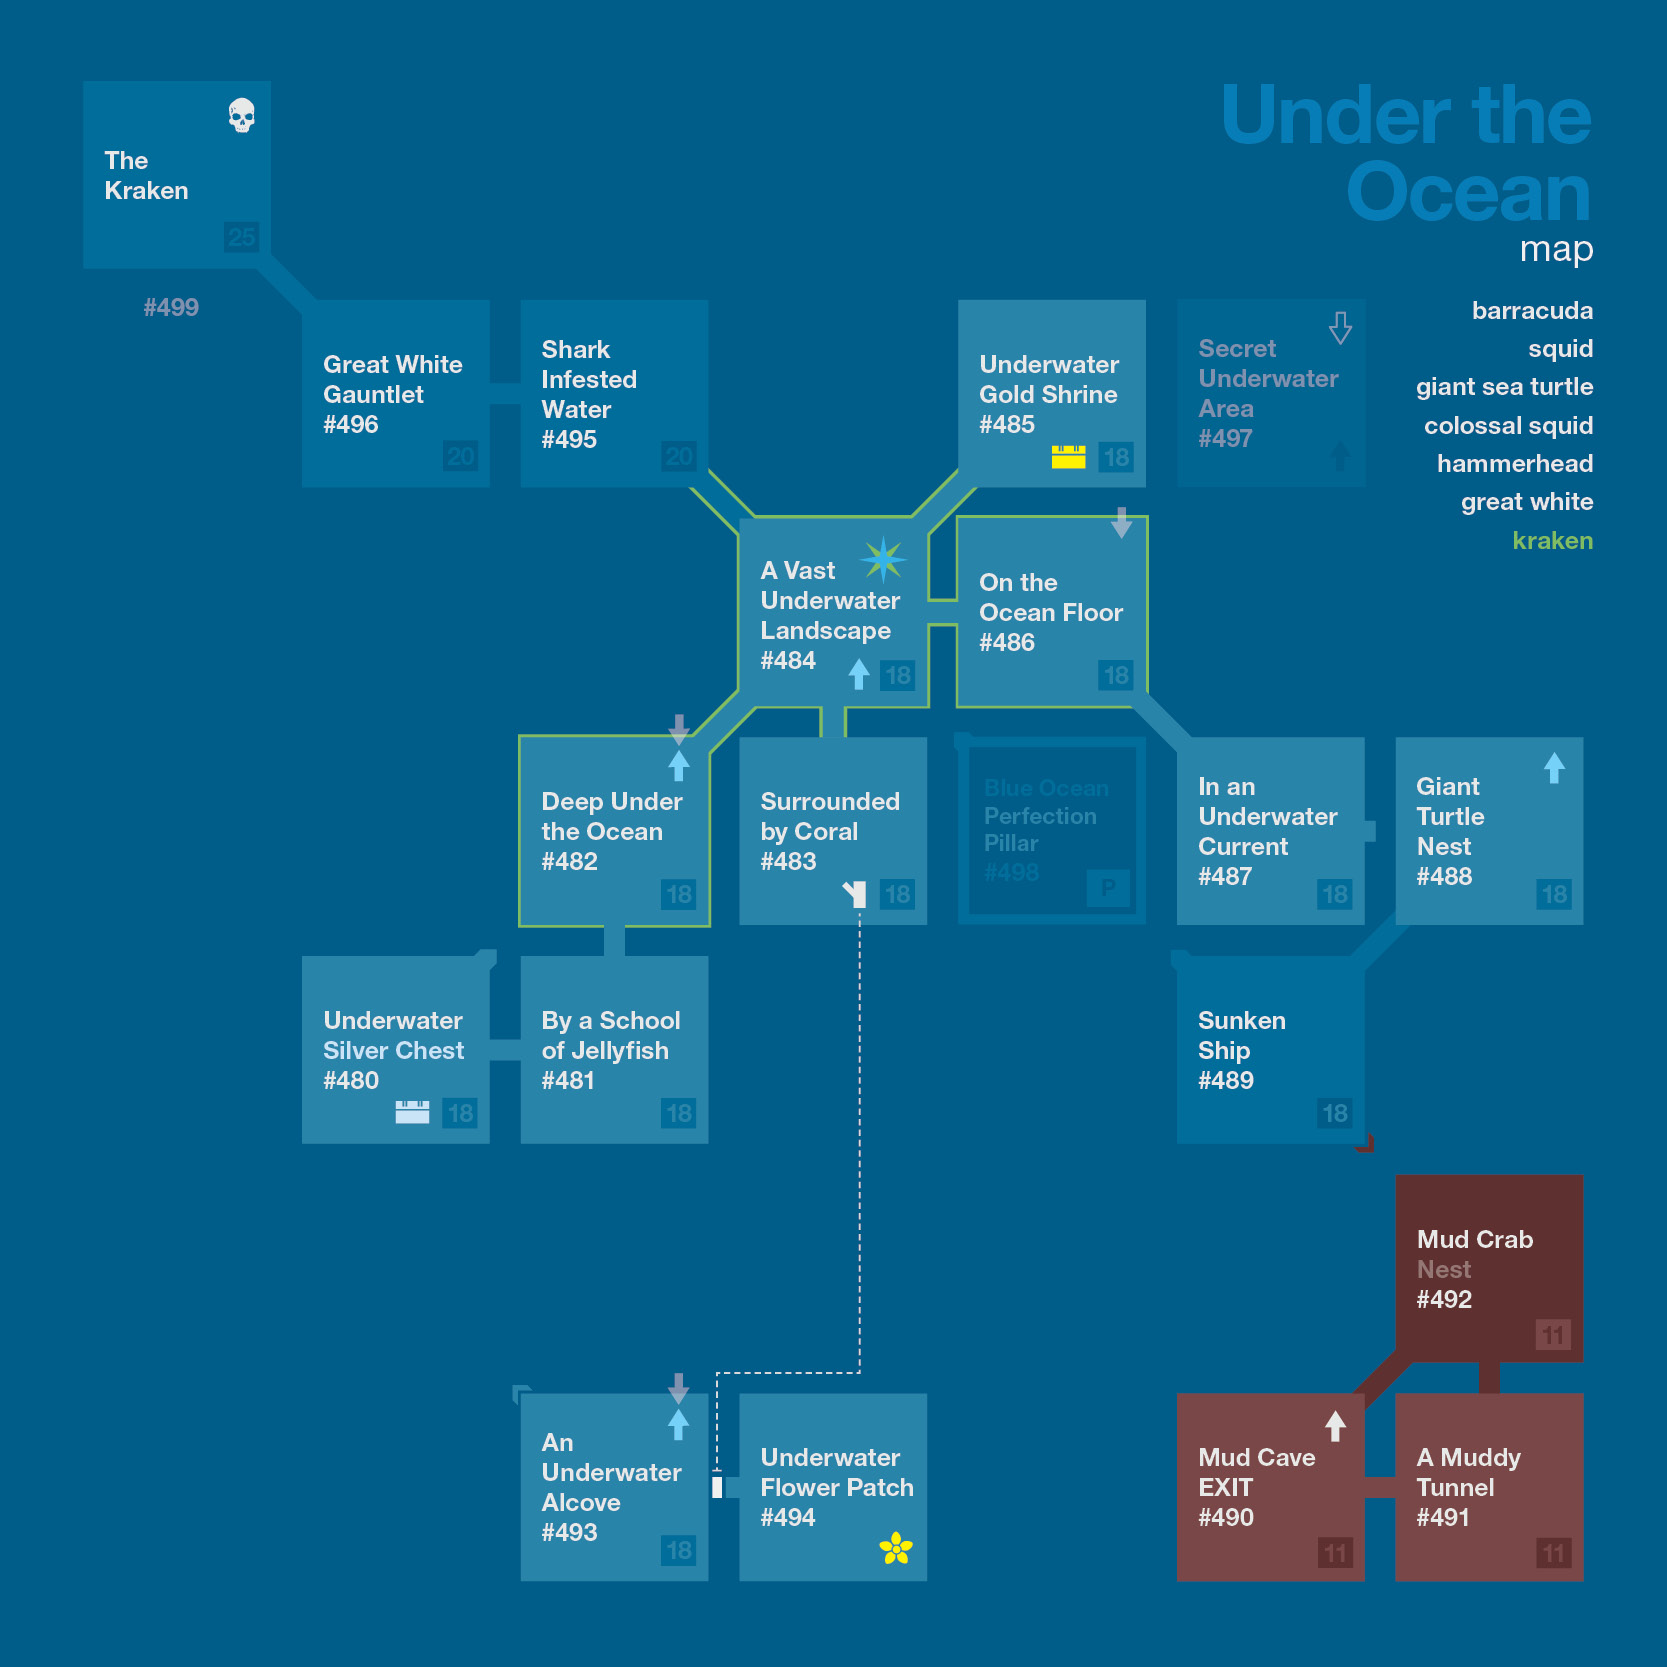 Under the
Ocean
map
barracuda
squid
giant sea turtle
colossal squid
hammerhead
great white
kraken
The
Kraken
25
#499
Great White
Gauntlet
#496
20
Shark
Infested
Water
#495
20
Underwater
Gold Shrine
#485
18
Secret
Underwater
Area
#497
A Vast
Underwater
Landscape
#484
18
On the
Ocean Floor
#486
18
Deep Under
the Ocean
#482
18
Surrounded
by Coral
#483
18
Blue Ocean
Perfection
Pillar
#498
P
In an
Underwater
Current
#487
18
Giant
Turtle
Nest
#488
18
Underwater
Silver Chest
#480
18
By a School
of Jellyfish
#481
18
Sunken
Ship
#489
18
Mud Crab
Nest
#492
11
An
Underwater
Alcove
#493
18
Underwater
Flower Patch
#494
Mud Cave
EXIT
#490
11
A Muddy
Tunnel
#491
11